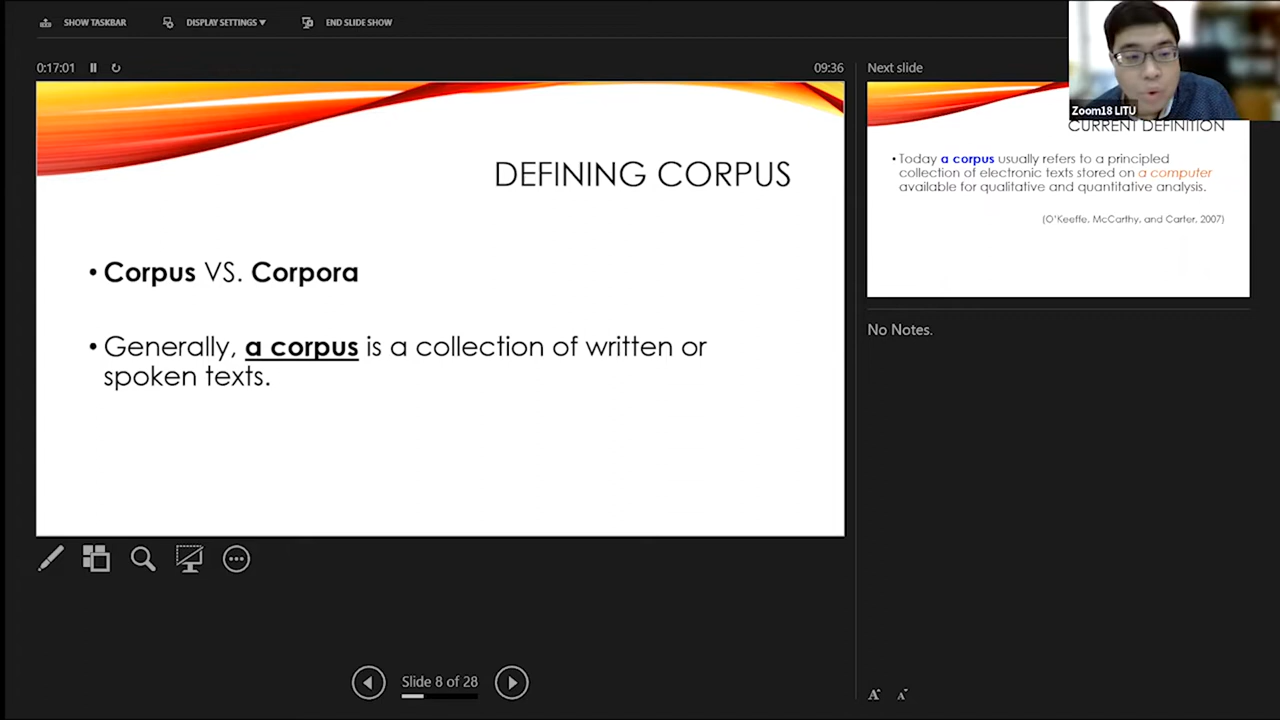 SHOW TASKBAR
DISPLAY SETTINGS ▾
END SLIDE SHOW
0:17:01
09:36
DEFINING CORPUS
• Corpus VS. Corpora
• Generally, a corpus is a collection of written or
spoken texts.
Slide 8 of 28
Next slide
Zoom18 LITU
CURRENT DEFINITION
• Today a corpus usually refers to a principled
collection of electronic texts stored on a computer
available for qualitative and quantitative analysis.
(O'Keeffe, McCarthy, and Carter, 2007)
No Notes.
A A